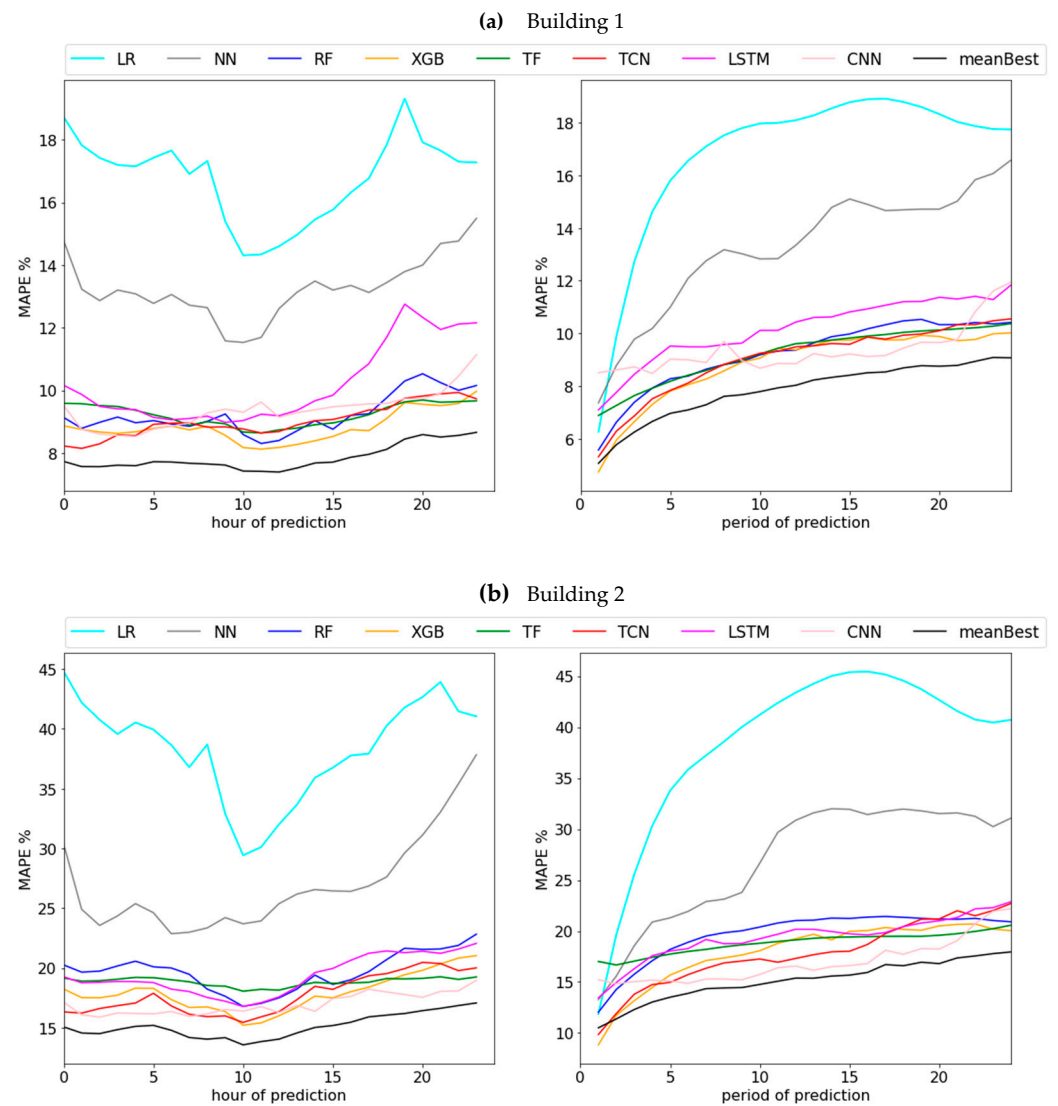 (a) Building 1
LR NN RF XGB TF TCN LSTM CNN meanBest
18
16
14
12
10
8
MAPE %
0 5 10 15 20
hour of prediction
18
16
14
12
10
8
6
MAPE %
0 5 10 15 20
period of prediction
(b) Building 2
LR NN RF XGB TF TCN LSTM CNN meanBest
45
40
35
30
25
20
15
MAPE %
0 5 10 15 20
hour of prediction
45
40
35
30
25
20
15
10
MAPE %
0 5 10 15 20
period of prediction